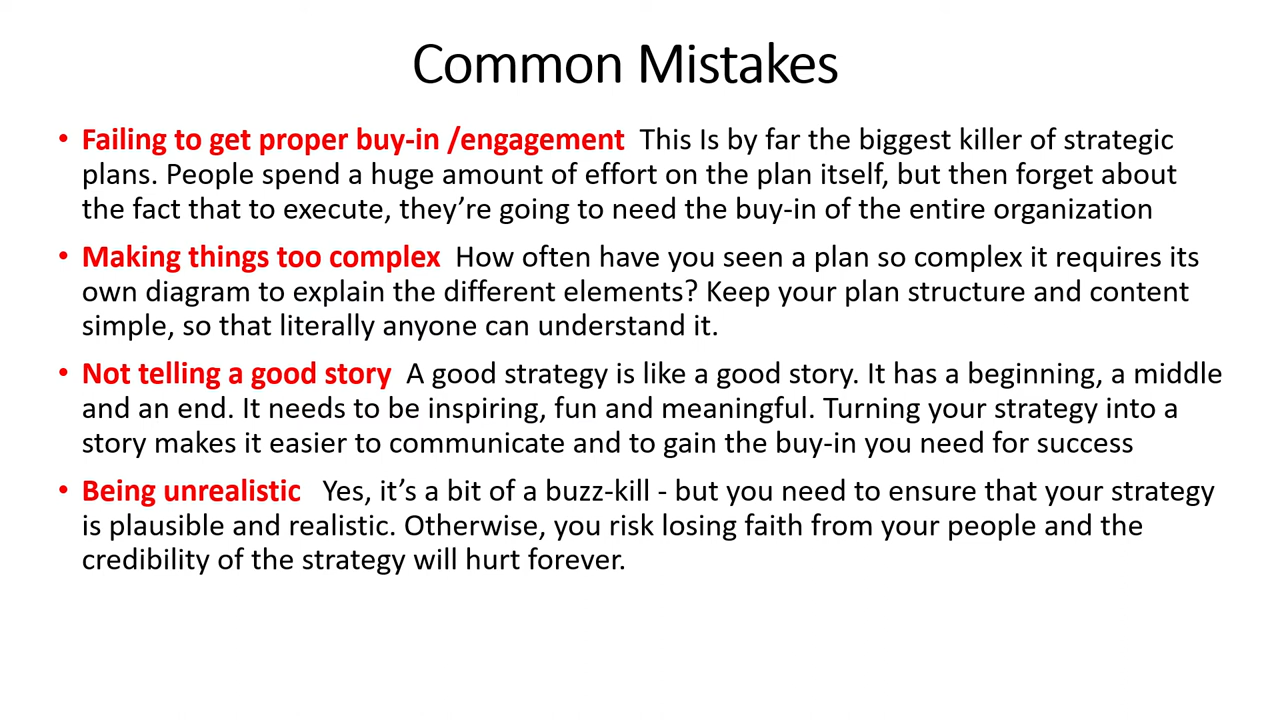 Common Mistakes
• Failing to get proper buy-in /engagement This Is by far the biggest killer of strategic
plans. People spend a huge amount of effort on the plan itself, but then forget about
the fact that to execute, they’re going to need the buy-in of the entire organization
• Making things too complex How often have you seen a plan so complex it requires its
own diagram to explain the different elements? Keep your plan structure and content
simple, so that literally anyone can understand it.
• Not telling a good story A good strategy is like a good story. It has a beginning, a middle
and an end. It needs to be inspiring, fun and meaningful. Turning your strategy into a
story makes it easier to communicate and to gain the buy-in you need for success
• Being unrealistic Yes, it’s a bit of a buzz-kill - but you need to ensure that your strategy
is plausible and realistic. Otherwise, you risk losing faith from your people and the
credibility of the strategy will hurt forever.